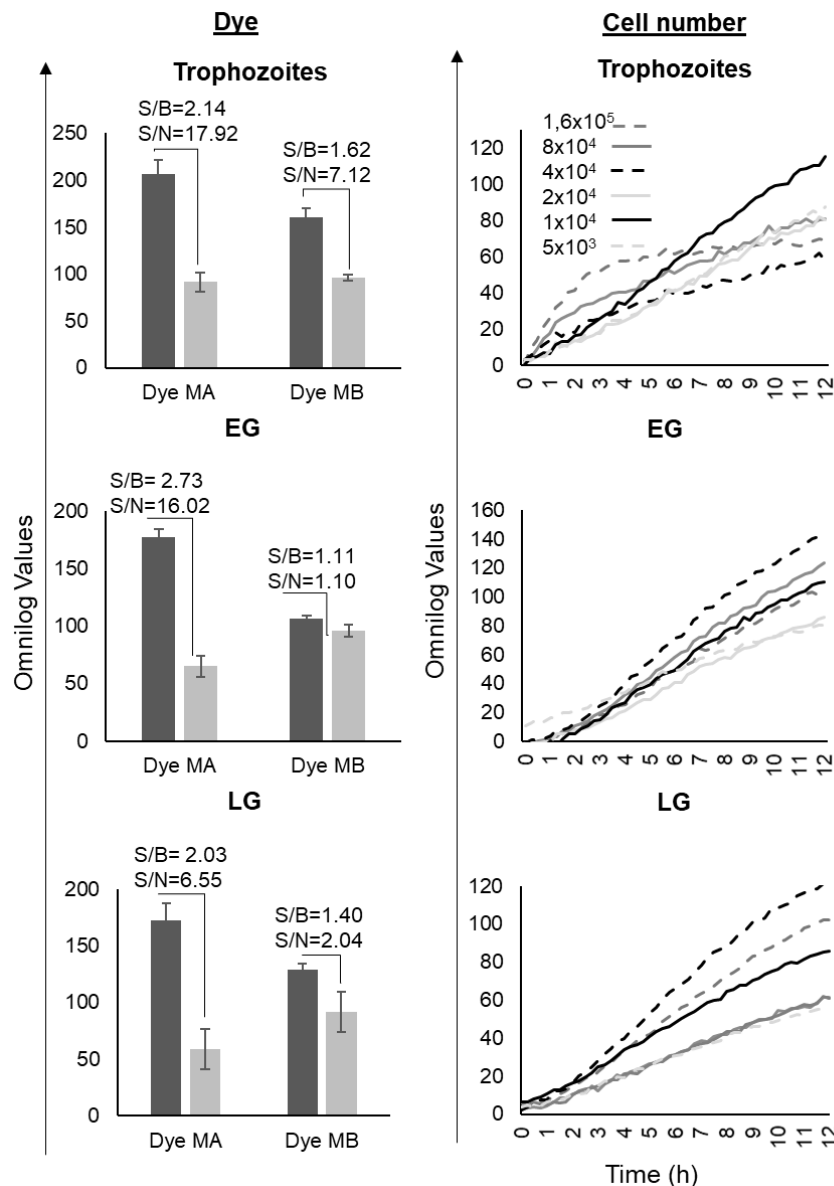 Dye
Trophozoites
S/B=2.14
S/N=17.92
S/B=1.62
S/N=7.12
250
200
150
100
50
0
Dye MA Dye MB
EG
S/B= 2.73
S/N=16.02
S/B=1.11
S/N=1.10
200
150
100
50
0
Dye MA Dye MB
LG
S/B= 2.03
S/N=6.55
S/B=1.40
S/N=2.04
200
150
100
50
0
Dye MA Dye MB
Omnilog Values
Cell number
Trophozoites
1,6x10⁵
8x10⁴
4x10⁴
2x10⁴
1x10⁴
5x10³
120
100
80
60
40
20
0
0 1 2 3 4 5 6 7 8 9 10 11 12
EG
160
140
120
100
80
60
40
20
0
0 1 2 3 4 5 6 7 8 9 10 11 12
LG
120
100
80
60
40
20
0
0 1 2 3 4 5 6 7 8 9 10 11 12
Omnilog Values
Time (h)